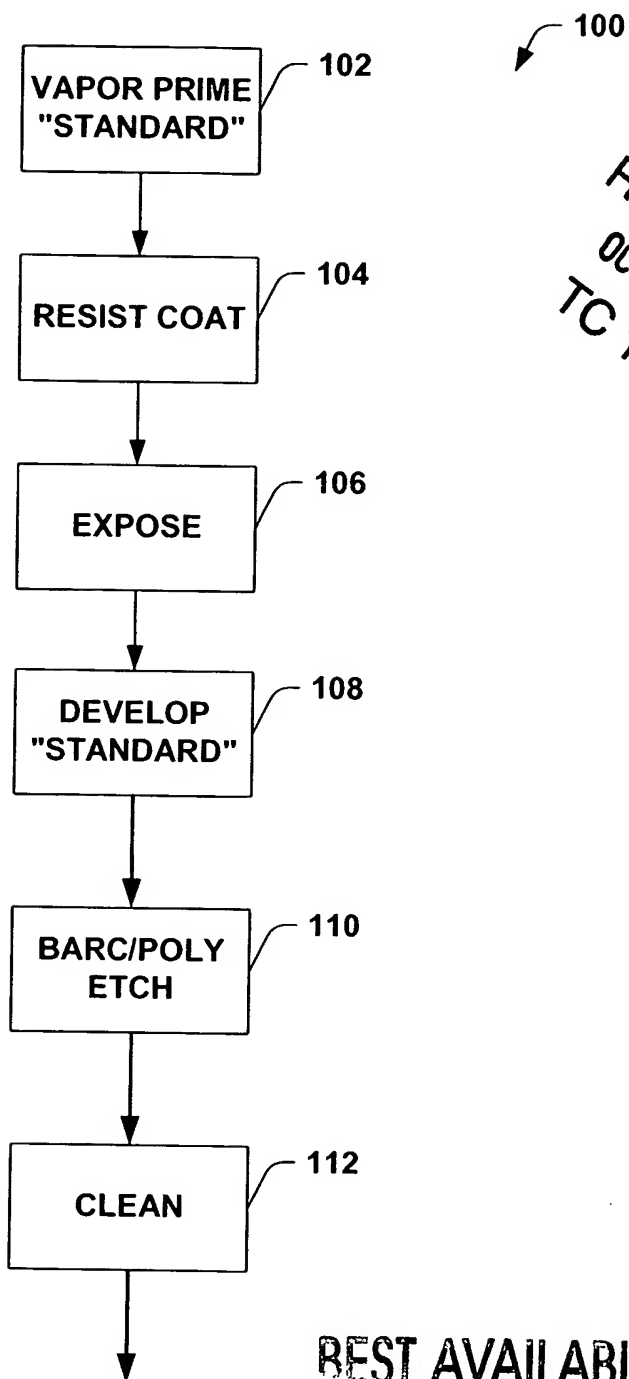 100
VAPOR PRIME
"STANDARD"
102
RESIST COAT
104
EXPOSE
106
DEVELOP
"STANDARD"
108
BARC/POLY
ETCH
110
CLEAN
112
TC
BEST